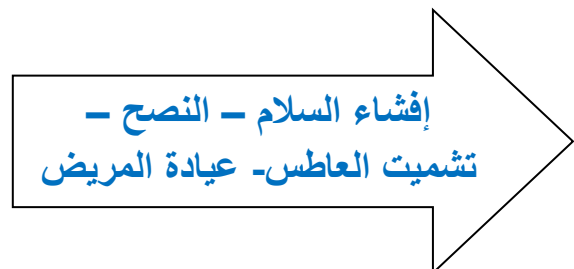 إفشاء السلام – النصح –
تشميت العاطس- عيادة المريض